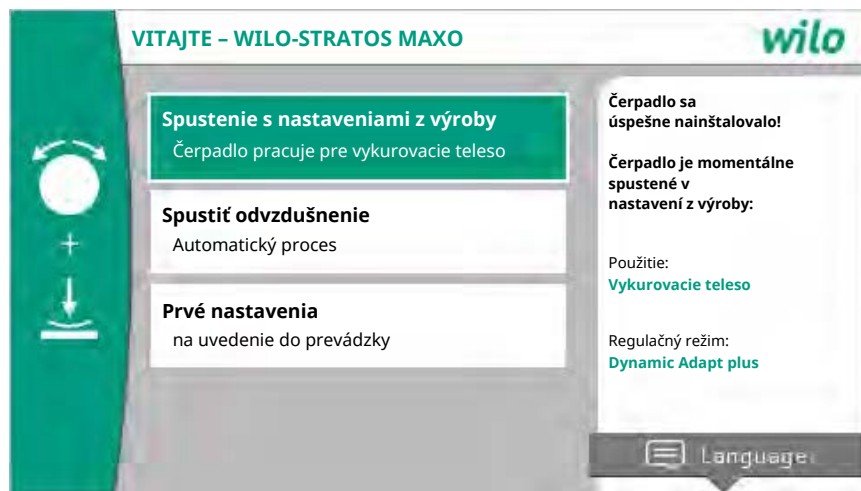 VITAJTE – WILO-STRATOS MAXO
wilo
Spustenie s nastaveniami z výroby
Čerpadlo pracuje pre vykurovacie teleso
Spustiť odvzdušnenie
Automatický proces
Prvé nastavenia
na uvedenie do prevádzky
Čerpadlo sa
úspešne nainštalovalo!
Čerpadlo je momentálne
spustené v
nastavení z výroby:
Použitie:
Vykurovacie teleso
Regulačný režim:
Dynamic Adapt plus
Language